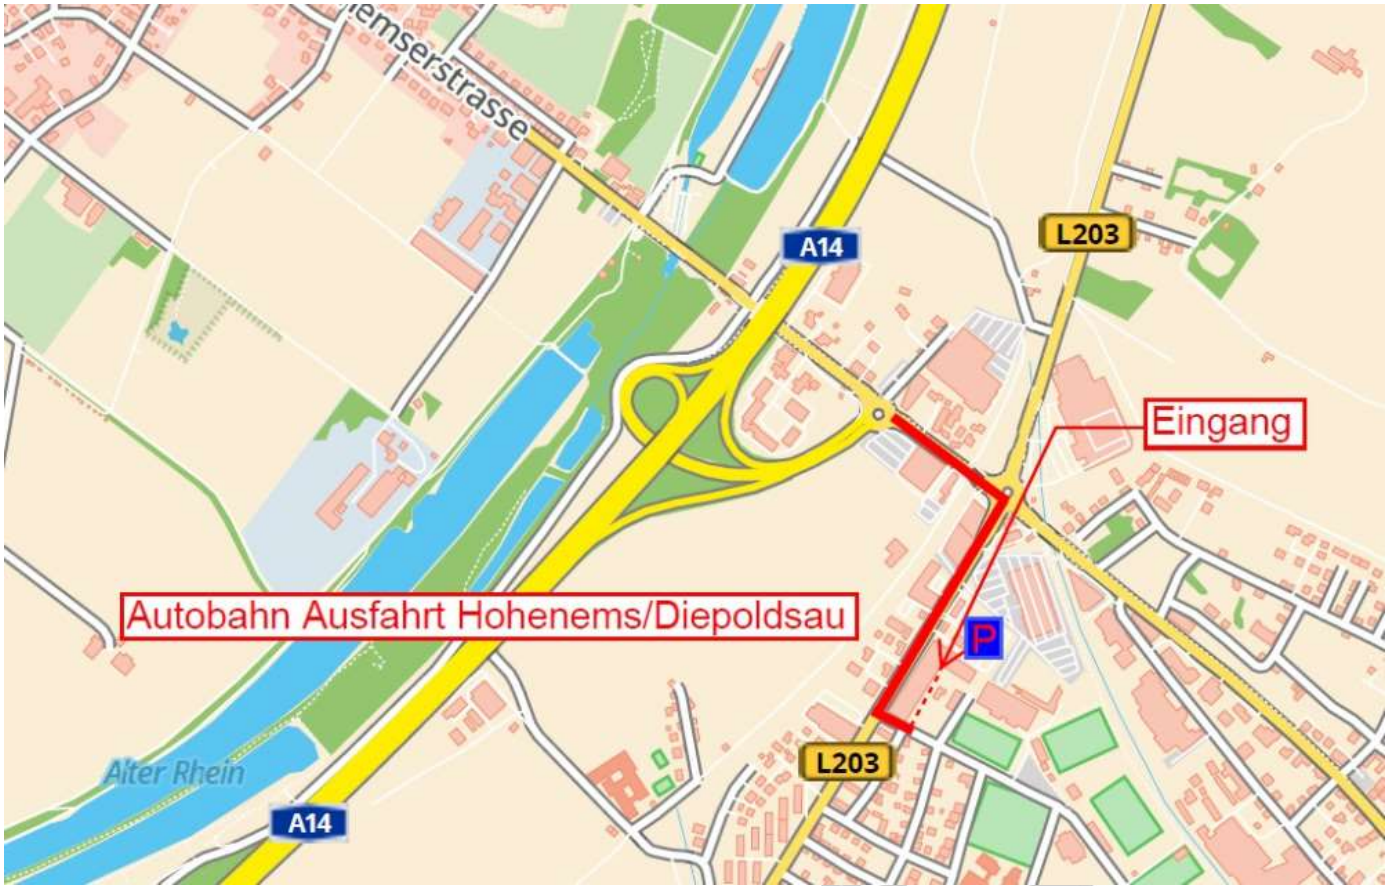 emserstrasse
A14
L203
Eingang
Autobahn Ausfahrt Hohenems/Diepoldsau
P
L203
Alter Rhein
A14